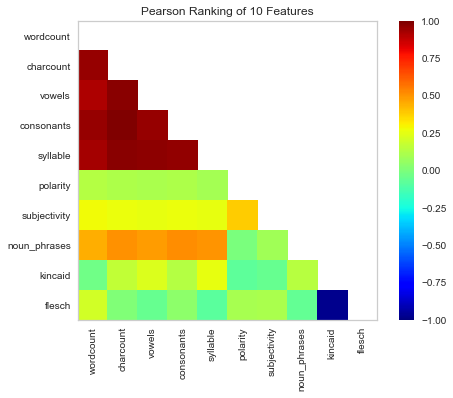 Pearson Ranking of 10 Features
wordcount
charcount
vowels
consonants
syllable
polarity
subjectivity
noun_phrases
kincaid
flesch
wordcount
charcount
vowels
consonants
syllable
polarity
subjectivity
noun_phrases
kincaid
flesch
1.00
0.75
0.50
0.25
0.00
−0.25
−0.50
−0.75
−1.00